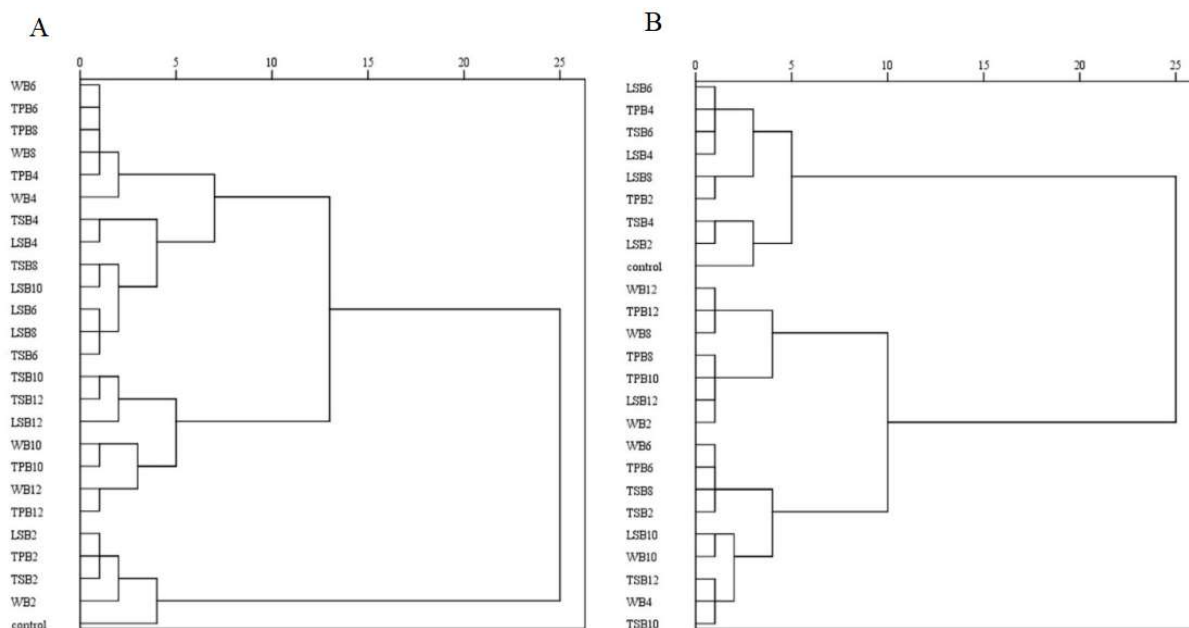 A
0 5 10 15 20 25
WB6
TPB6
TPB8
WB8
TPB4
WB4
TSB4
LSB4
TSB8
LSB10
LSB6
LSB8
TSB6
TSB10
TSB12
LSB12
WB10
TPB10
WB12
TPB12
LSB2
TPB2
TSB2
WB2
control
B
0 5 10 15 20 25
LSB6
TPB4
TSB6
LSB4
LSB8
TPB2
TSB4
LSB2
control
WB12
TPB12
WB8
TPB8
TPB10
LSB12
WB2
WB6
TPB6
TSB8
TSB2
LSB10
WB10
TSB12
WB4
TSB10